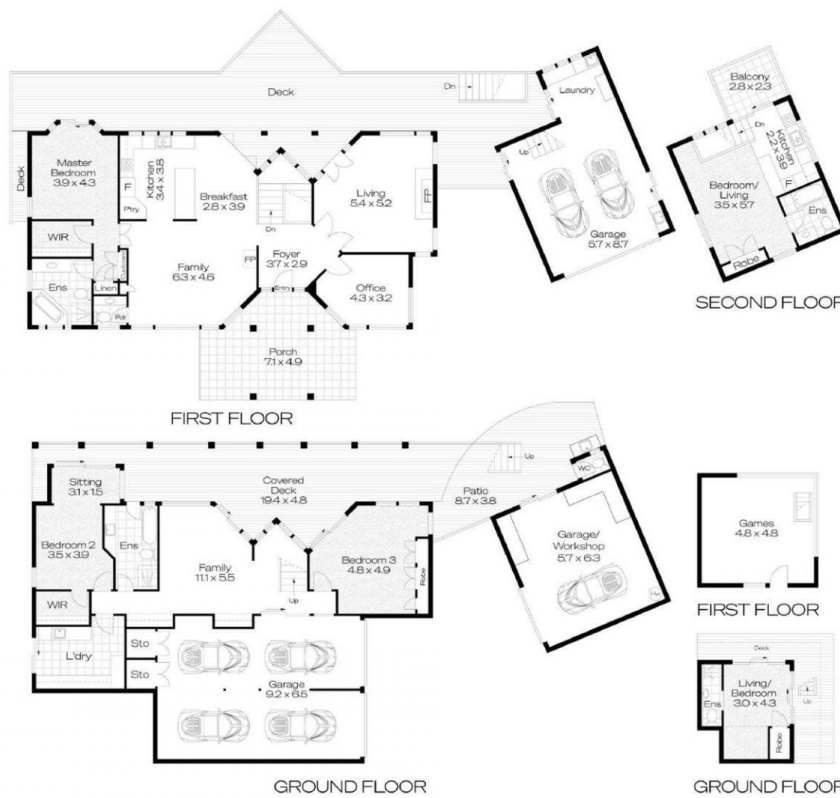 Deck
Dn
Laundry
Balcony
2.8 x 2.3
Deck
Master
Bedroom
3.9 x 4.3
Kitchen
3.4 x 3.8
F
P'try
Breakfast
2.8 x 3.9
Dn
Living
5.4 x 5.2
FP
Up
Garage
5.7 x 8.7
Dn
Kitchen
2.2 x 3.9
F
Bedroom/
Living
3.5 x 5.7
Ens
Robe
SECOND FLOOR
WIR
Ens
Linen
Pdr
Family
6.3 x 4.6
FP
Foyer
3.7 x 2.9
Entry
Office
4.3 x 3.2
Porch
7.1 x 4.9
FIRST FLOOR
Sitting
3.1 x 1.5
Covered
Deck
19.4 x 4.8
Patio
8.7 x 3.8
Up
WC
Bedroom 2
3.5 x 3.9
Ens
Family
11.1 x 5.5
Up
Bedroom 3
4.8 x 4.9
Robe
Garage/
Workshop
5.7 x 6.3
Games
4.8 x 4.8
FIRST FLOOR
WIR
L'dry
Sto
Sto
Garage
9.2 x 6.5
GROUND FLOOR
Deck
Ens
Living/
Bedroom
3.0 x 4.3
Up
Robe
GROUND FLOOR